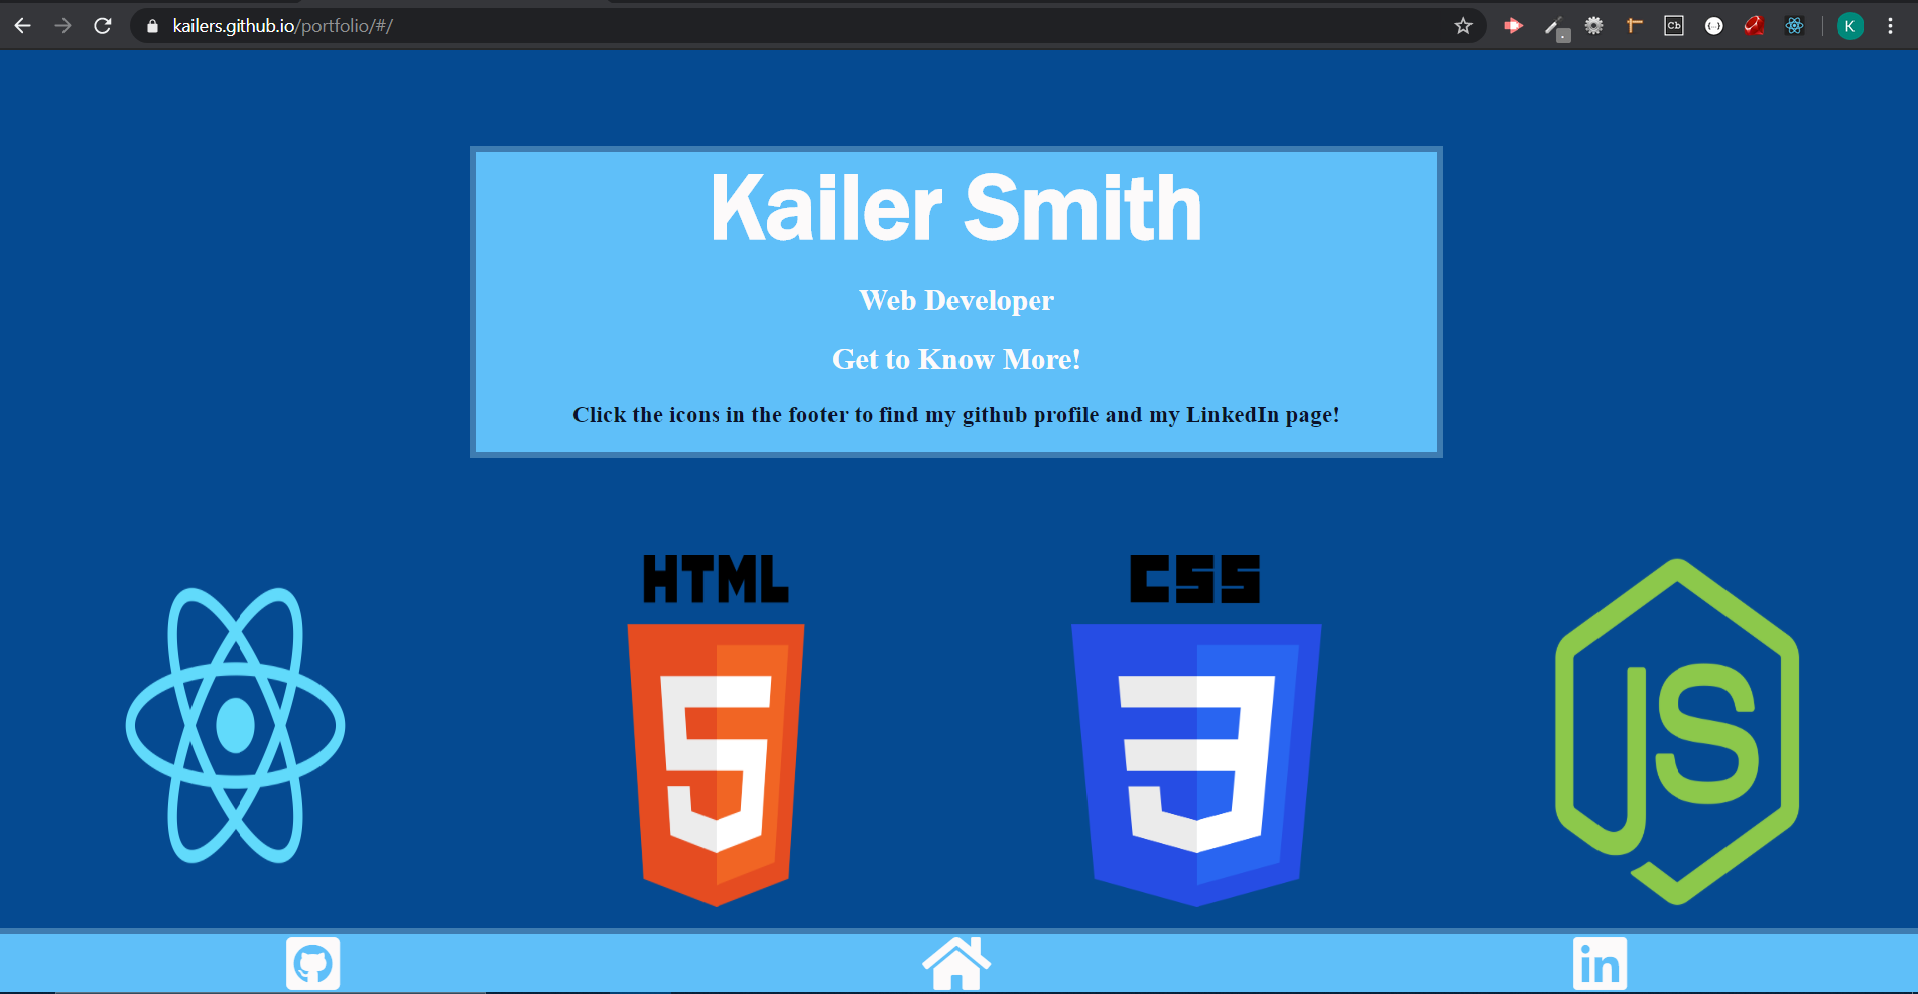 kailers.github.io/portfolio/#/
Cb
K
Kailer Smith
Web Developer
Get to Know More!
Click the icons in the footer to find my github profile and my LinkedIn page!
HTML
CSS
5
3
JS
in